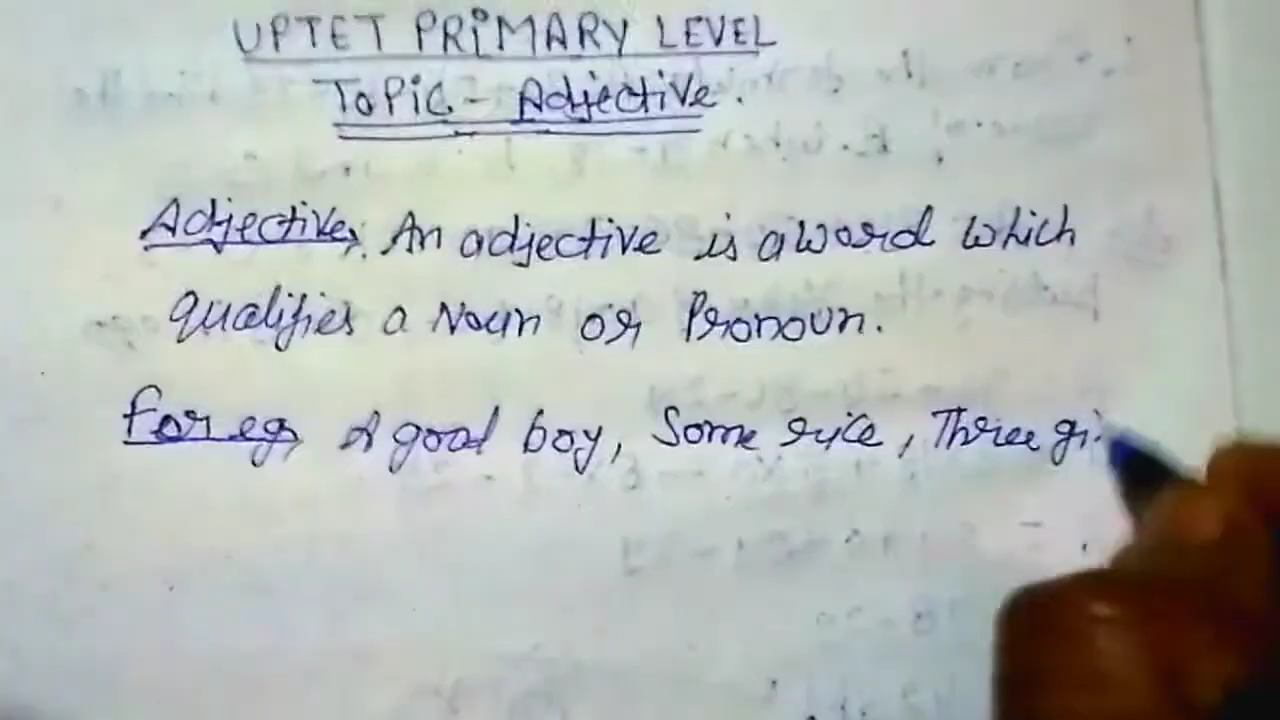 UPTET PRiMARY LEVEL
ToPic - Adjective.
Adjective: An adjective is a word which
qualifies a Noun or Pronoun.
For eg, A good boy, Some rice, Three gi